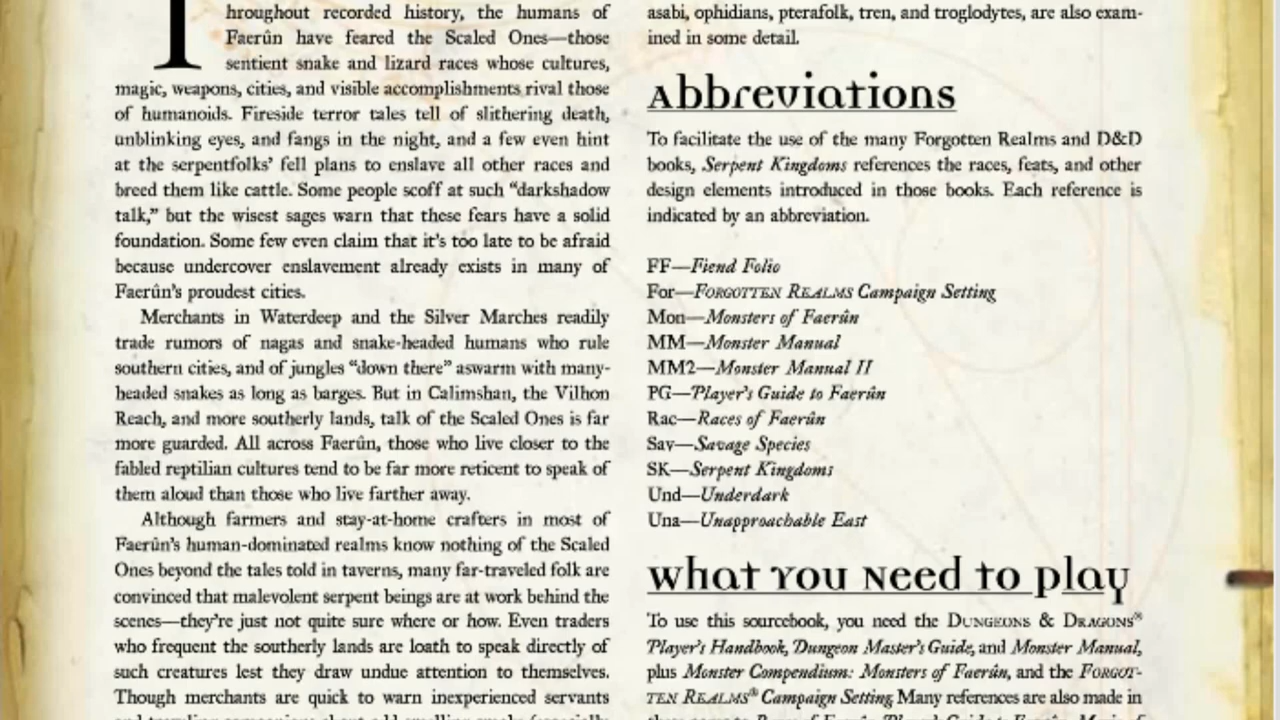 Throughout recorded history, the humans of
Faerûn have feared the Scaled Ones—those
sentient snake and lizard races whose cultures,
magic, weapons, cities, and visible accomplishments rival those
of humanoids. Fireside terror tales tell of slithering death,
unblinking eyes, and fangs in the night, and a few even hint
at the serpentfolks’ fell plans to enslave all other races and
breed them like cattle. Some people scoff at such “darkshadow
talk,” but the wisest sages warn that these fears have a solid
foundation. Some few even claim that it’s too late to be afraid
because undercover enslavement already exists in many of
Faerûn’s proudest cities.
Merchants in Waterdeep and the Silver Marches readily
trade rumors of nagas and snake-headed humans who rule
southern cities, and of jungles “down there” aswarm with many-
headed snakes as long as barges. But in Calimshan, the Vilhon
Reach, and more southerly lands, talk of the Scaled Ones is far
more guarded. All across Faerûn, those who live closer to the
fabled reptilian cultures tend to be far more reticent to speak of
them aloud than those who live farther away.
Although farmers and stay-at-home crafters in most of
Faerûn’s human-dominated realms know nothing of the Scaled
Ones beyond the tales told in taverns, many far-traveled folk are
convinced that malevolent serpent beings are at work behind the
scenes—they’re just not quite sure where or how. Even traders
who frequent the southerly lands are loath to speak directly of
such creatures lest they draw undue attention to themselves.
Though merchants are quick to warn inexperienced servants
asabi, ophidians, pterafolk, tren, and troglodytes, are also exam-
ined in some detail.
Abbreviations
To facilitate the use of the many Forgotten Realms and D&D
books, Serpent Kingdoms references the races, feats, and other
design elements introduced in those books. Each reference is
indicated by an abbreviation.
FF—Fiend Folio
For—FORGOTTEN REALMS Campaign Setting
Mon—Monsters of Faerûn
MM—Monster Manual
MM2—Monster Manual II
PG—Player’s Guide to Faerûn
Rac—Races of Faerûn
Sav—Savage Species
SK—Serpent Kingdoms
Und—Underdark
Una—Unapproachable East
What You Need to Play
To use this sourcebook, you need the DUNGEONS & DRAGONS®
Player’s Handbook, Dungeon Master’s Guide, and Monster Manual,
plus Monster Compendium: Monsters of Faerûn, and the FORGOT-
TEN REALMS® Campaign Setting. Many references are also made in